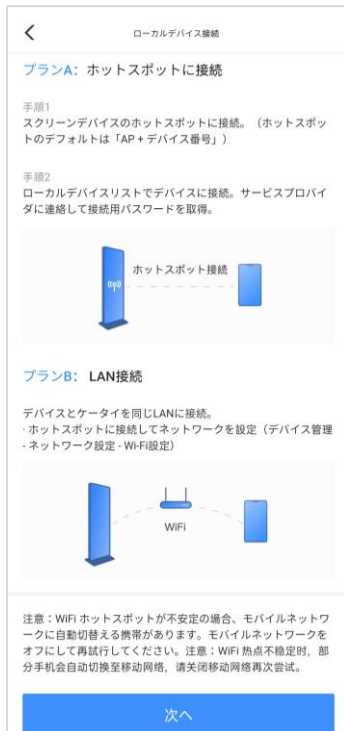 ローカルデバイス接続
プランA: ホットスポットに接続
手順1
スクリーンデバイスのホットスポットに接続。（ホットスポッ
トのデフォルトは「AP + デバイス番号」）
手順2
ローカルデバイスリストでデバイスに接続。サービスプロバイ
ダに連絡して接続用パスワードを取得。
ホットスポット接続
プランB: LAN接続
デバイスとケータイを同じLANに接続。
· ホットスポットに接続してネットワークを設定（デバイス管理
- ネットワーク設定 - Wi-Fi設定）
WiFi
注意：WiFi ホットスポットが不安定の場合、モバイルネットワ
ークに自動切替える携帯があります。モバイルネットワークを
オフにして再試行してください。注意：WiFi 热点不稳定时，部
分手机会自动切换至移动网络，请关闭移动网络再次尝试。
次へ